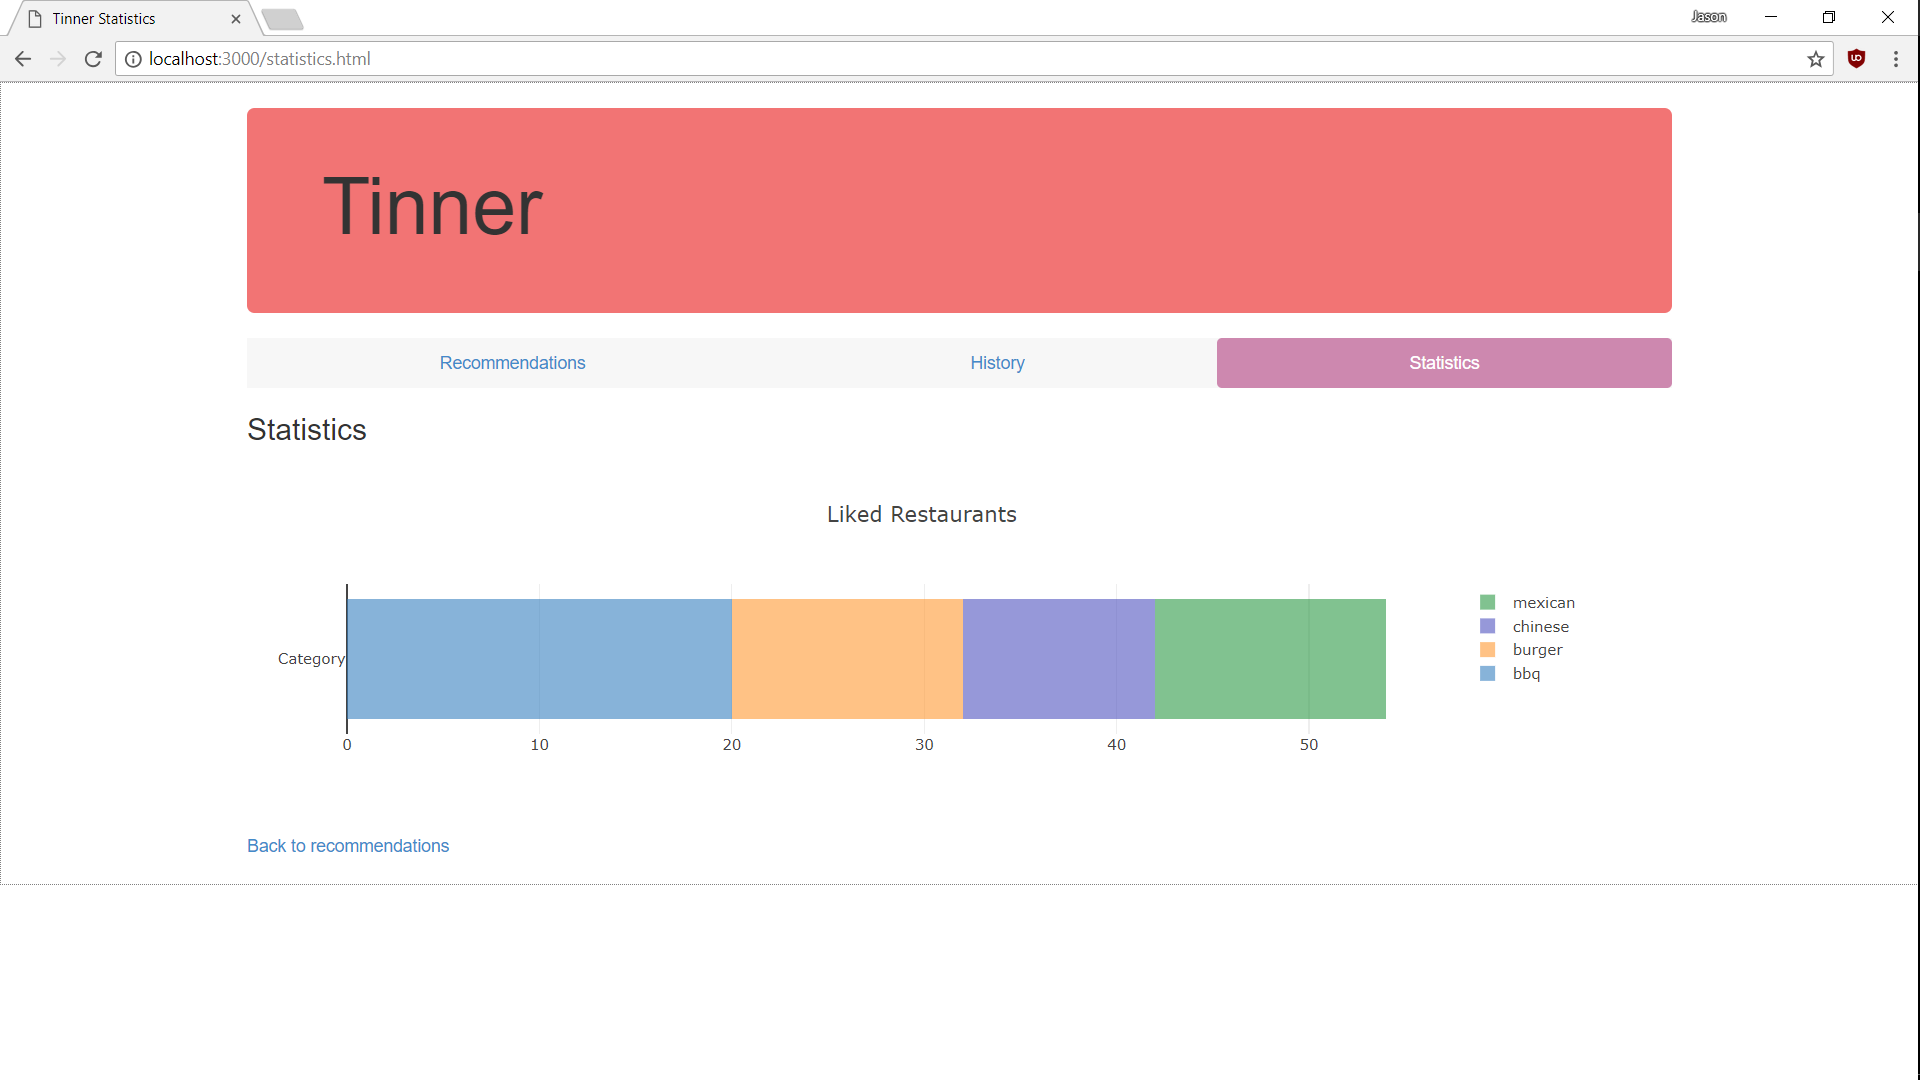 Tinner Statistics
Jason
localhost:3000/statistics.html
Tinner
Recommendations History Statistics
Statistics
Liked Restaurants
mexican
chinese
burger
bbq
Category
0 10 20 30 40 50
Back to recommendations